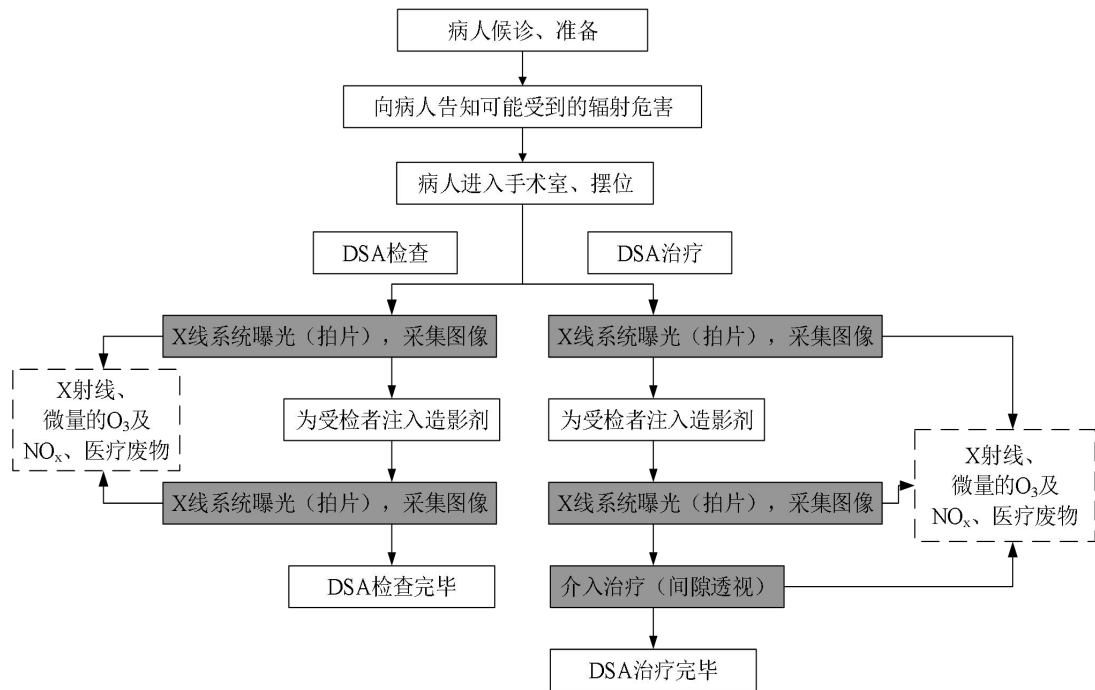 病人候诊、准备
向病人告知可能受到的辐射危害
病人进入手术室、摆位
DSA检查
DSA治疗
X线系统曝光（拍片），采集图像
X线系统曝光（拍片），采集图像
X射线、
微量的O₃及
NOₓ、医疗废物
为受检者注入造影剂
为受检者注入造影剂
X射线、
微量的O₃及
NOₓ、医疗废物
X线系统曝光（拍片），采集图像
X线系统曝光（拍片），采集图像
DSA检查完毕
介入治疗（间隙透视）
DSA治疗完毕